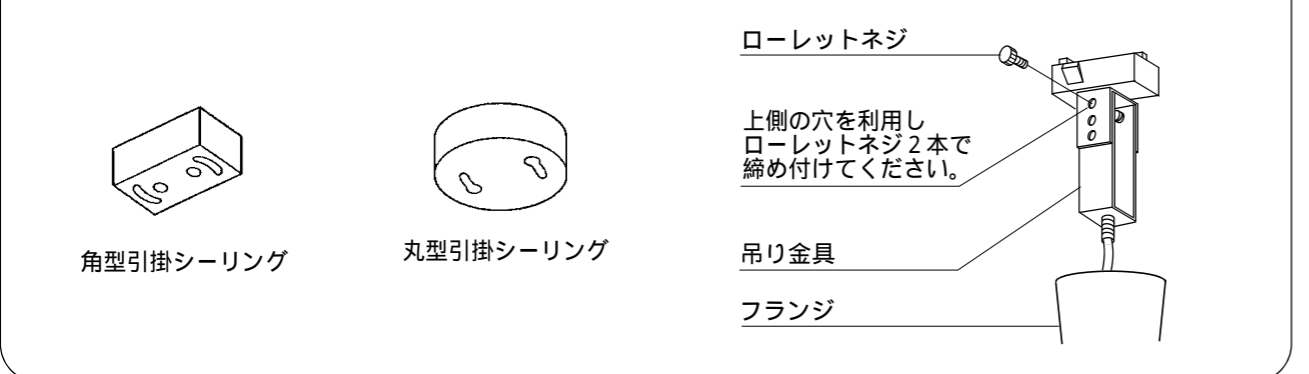 角型引掛シーリング
丸型引掛シーリング
ローレットネジ
上側の穴を利用し
ローレットネジ２本で
締め付けてください。
吊り金具
フランジ